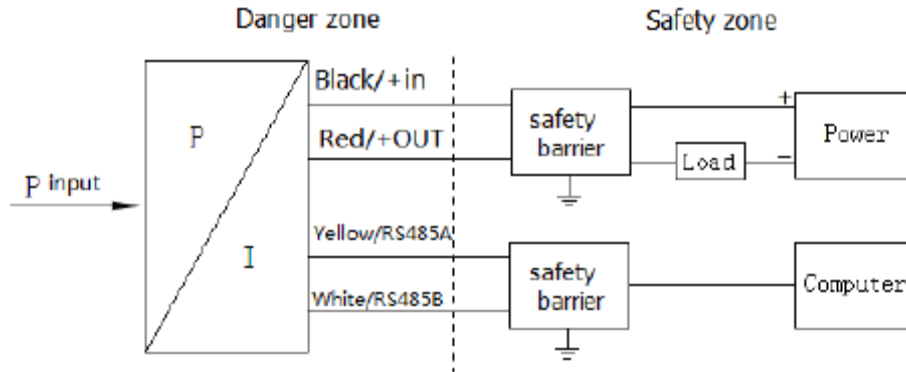 Danger zone
Safety zone
Black/+in
Red/+OUT
P
P input
I
Yellow/RS485A
White/RS485B
safety
barrier
+
Load
−
Power
safety
barrier
Computer